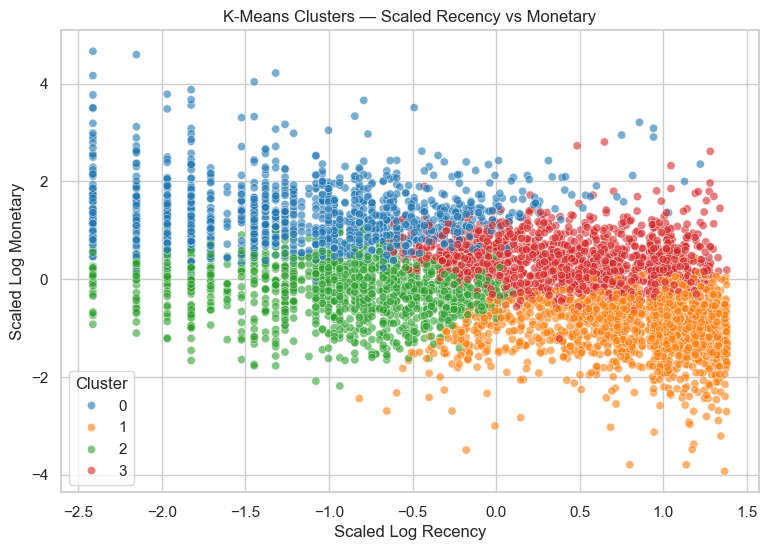 K-Means Clusters — Scaled Recency vs Monetary
Scaled Log Monetary
4
2
0
−2
−4
Cluster
0
1
2
3
−2.5 −2.0 −1.5 −1.0 −0.5 0.0 0.5 1.0 1.5
Scaled Log Recency